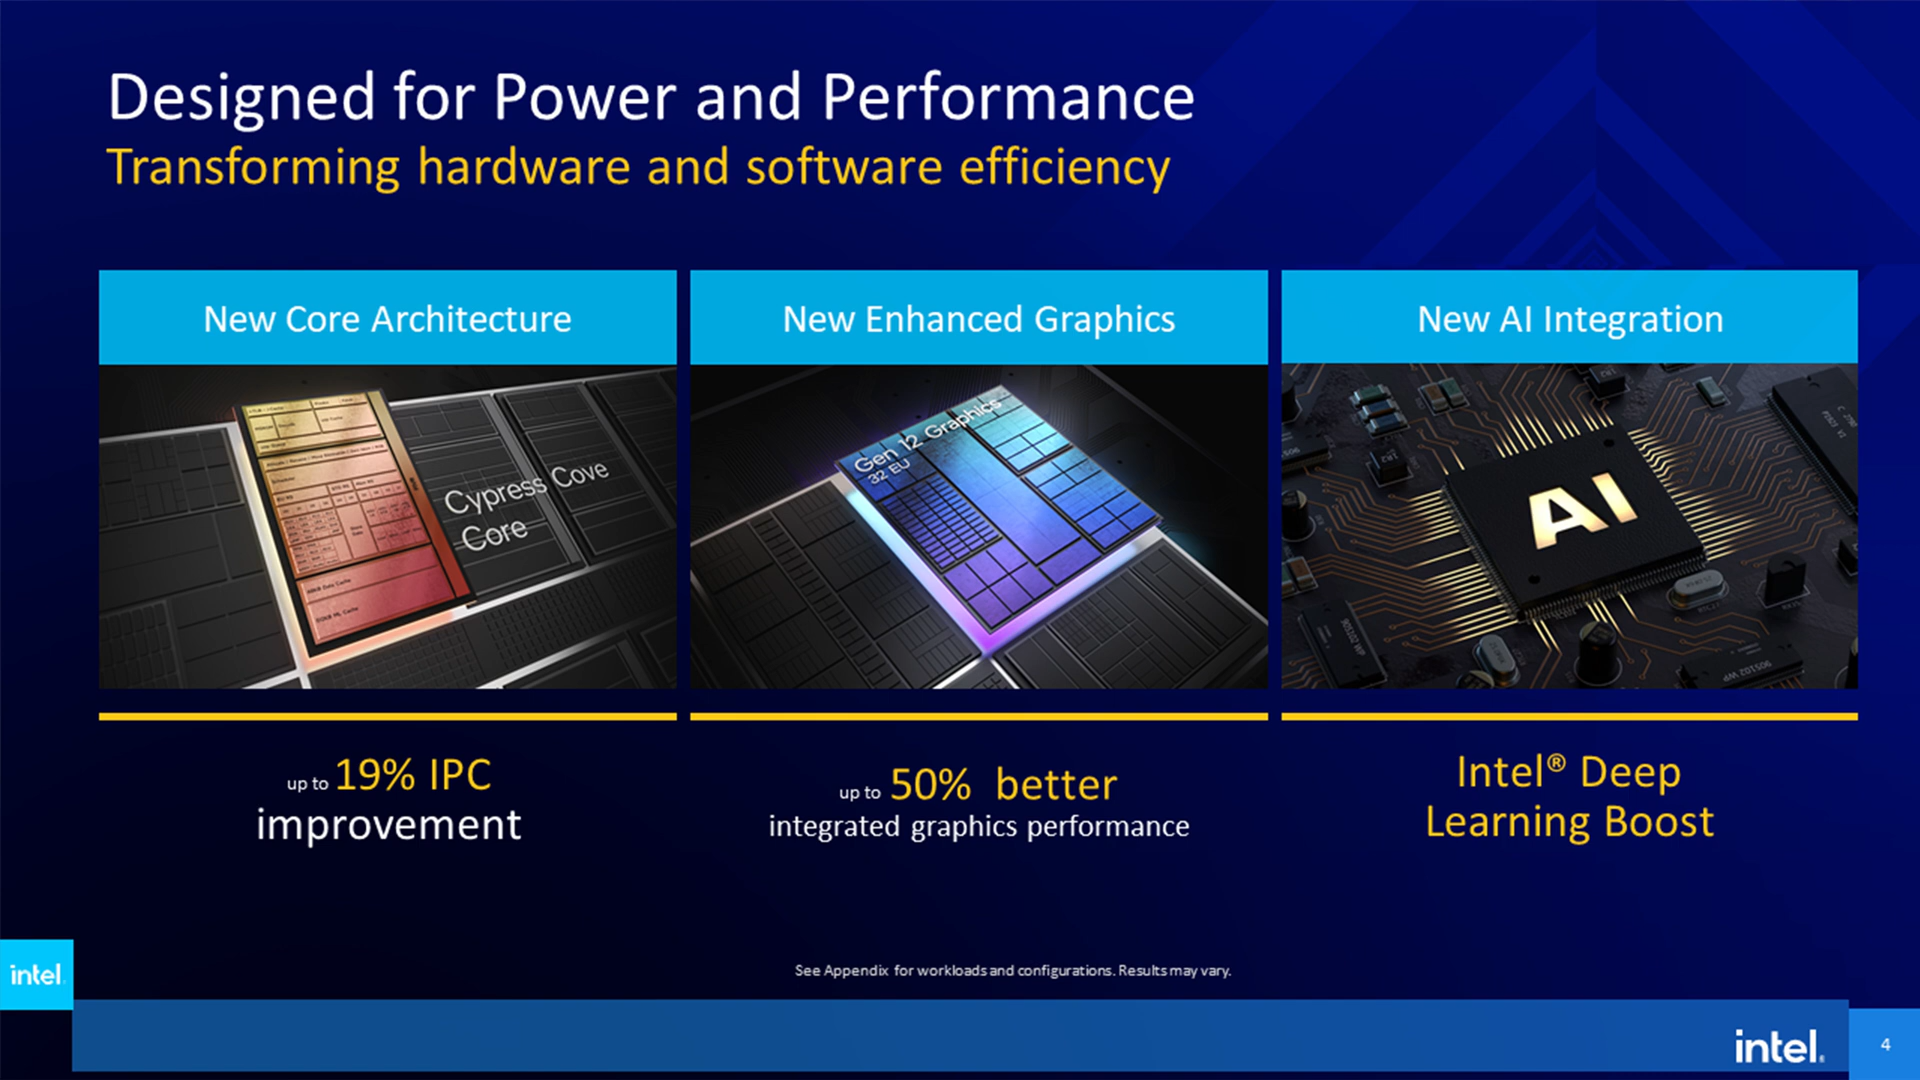 Designed for Power and Performance
Transforming hardware and software efficiency
New Core Architecture
New Enhanced Graphics
New AI Integration
Cypress Cove
Core
Gen 12 Graphics
32 EU
AI
up to 19% IPC
improvement
up to 50% better
integrated graphics performance
Intel® Deep
Learning Boost
See Appendix for workloads and configurations. Results may vary.
intel.
intel.
4